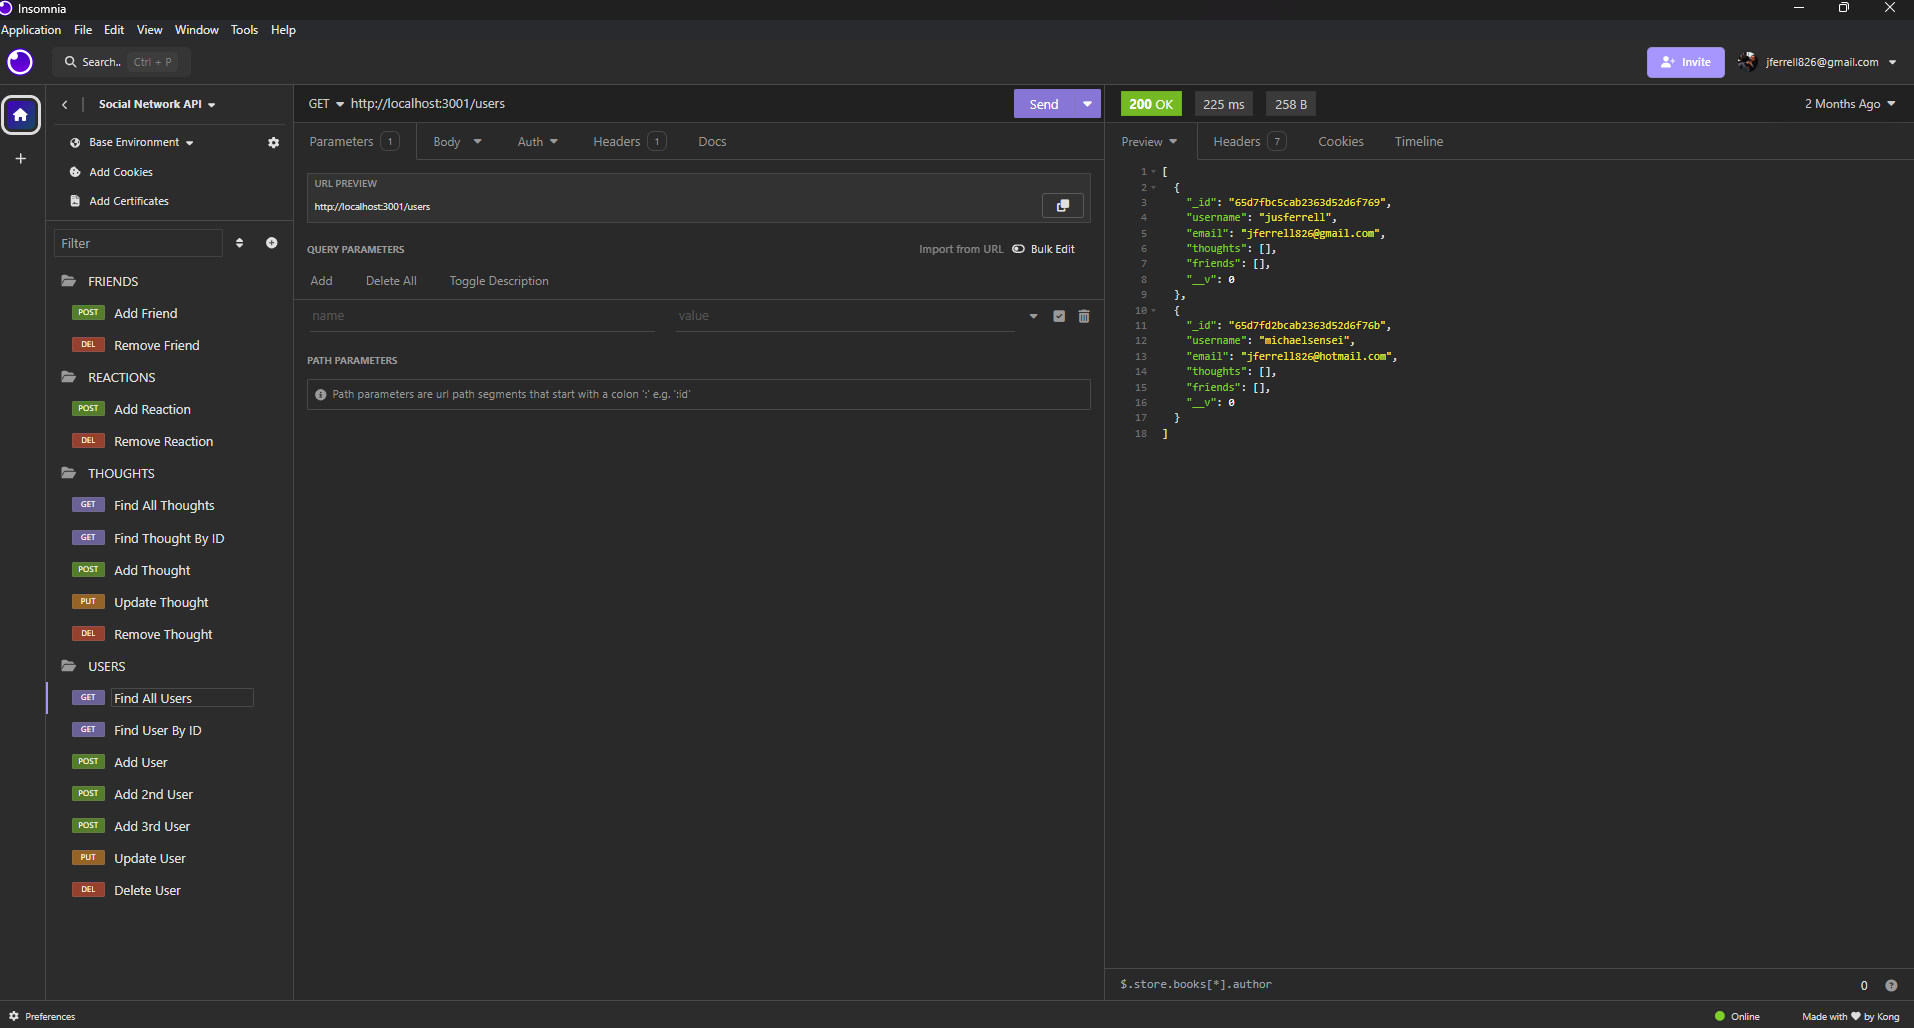 Insomnia
Application File Edit View Window Tools Help
Search.. Ctrl + P
Invite
jferrell826@gmail.com
Social Network API
Base Environment
Add Cookies
Add Certificates
Filter
FRIENDS
POST Add Friend
DEL Remove Friend
REACTIONS
POST Add Reaction
DEL Remove Reaction
THOUGHTS
GET Find All Thoughts
GET Find Thought By ID
POST Add Thought
PUT Update Thought
DEL Remove Thought
USERS
GET Find All Users
GET Find User By ID
POST Add User
POST Add 2nd User
POST Add 3rd User
PUT Update User
DEL Delete User
GET http://localhost:3001/users
Send
Parameters 1 Body Auth Headers 1 Docs
URL PREVIEW
http://localhost:3001/users
QUERY PARAMETERS
Import from URL Bulk Edit
Add Delete All Toggle Description
name value
PATH PARAMETERS
Path parameters are url path segments that start with a colon ':' e.g. ':id'
200 OK 225 ms 258 B
2 Months Ago
Preview Headers 7 Cookies Timeline
1 [
2 {
3 "_id": "65d7fbc5cab2363d52d6f769",
4 "username": "jusferrell",
5 "email": "jferrell826@gmail.com",
6 "thoughts": [],
7 "friends": [],
8 "__v": 0
9 },
10 {
11 "_id": "65d7fd2bcab2363d52d6f76b",
12 "username": "michaelsensei",
13 "email": "jferrell826@hotmail.com",
14 "thoughts": [],
15 "friends": [],
16 "__v": 0
17 }
18 ]
$.store.books[*].author
0 ?
Preferences
Online
Made with ♥ by Kong